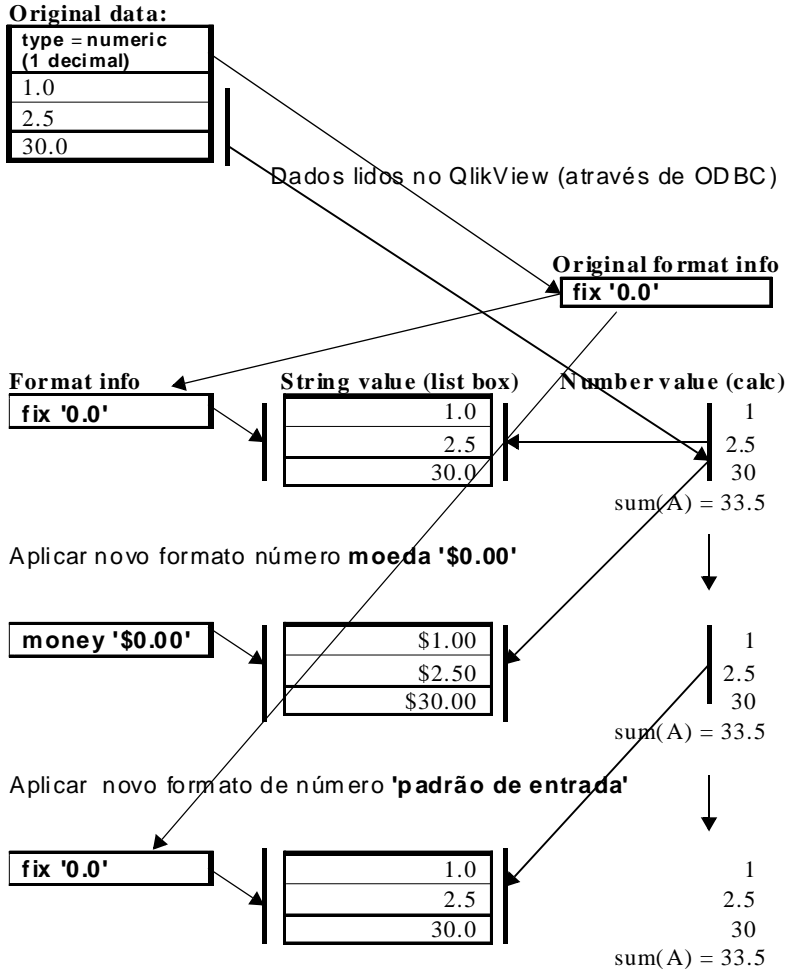 Original data:
type = numeric
(1 decimal)
1.0
2.5
30.0
Dados lidos no QlikView (através de ODBC)
Original format info
fix '0.0'
Format info String value (list box) Number value (calc)
fix '0.0' 1.0 1
2.5 2.5
30.0 30
sum(A) = 33.5
Aplicar novo formato número moeda '$0.00'
money '$0.00' $1.00 1
$2.50 2.5
$30.00 30
sum(A) = 33.5
Aplicar novo formato de número 'padrão de entrada'
fix '0.0' 1.0 1
2.5 2.5
30.0 30
sum(A) = 33.5